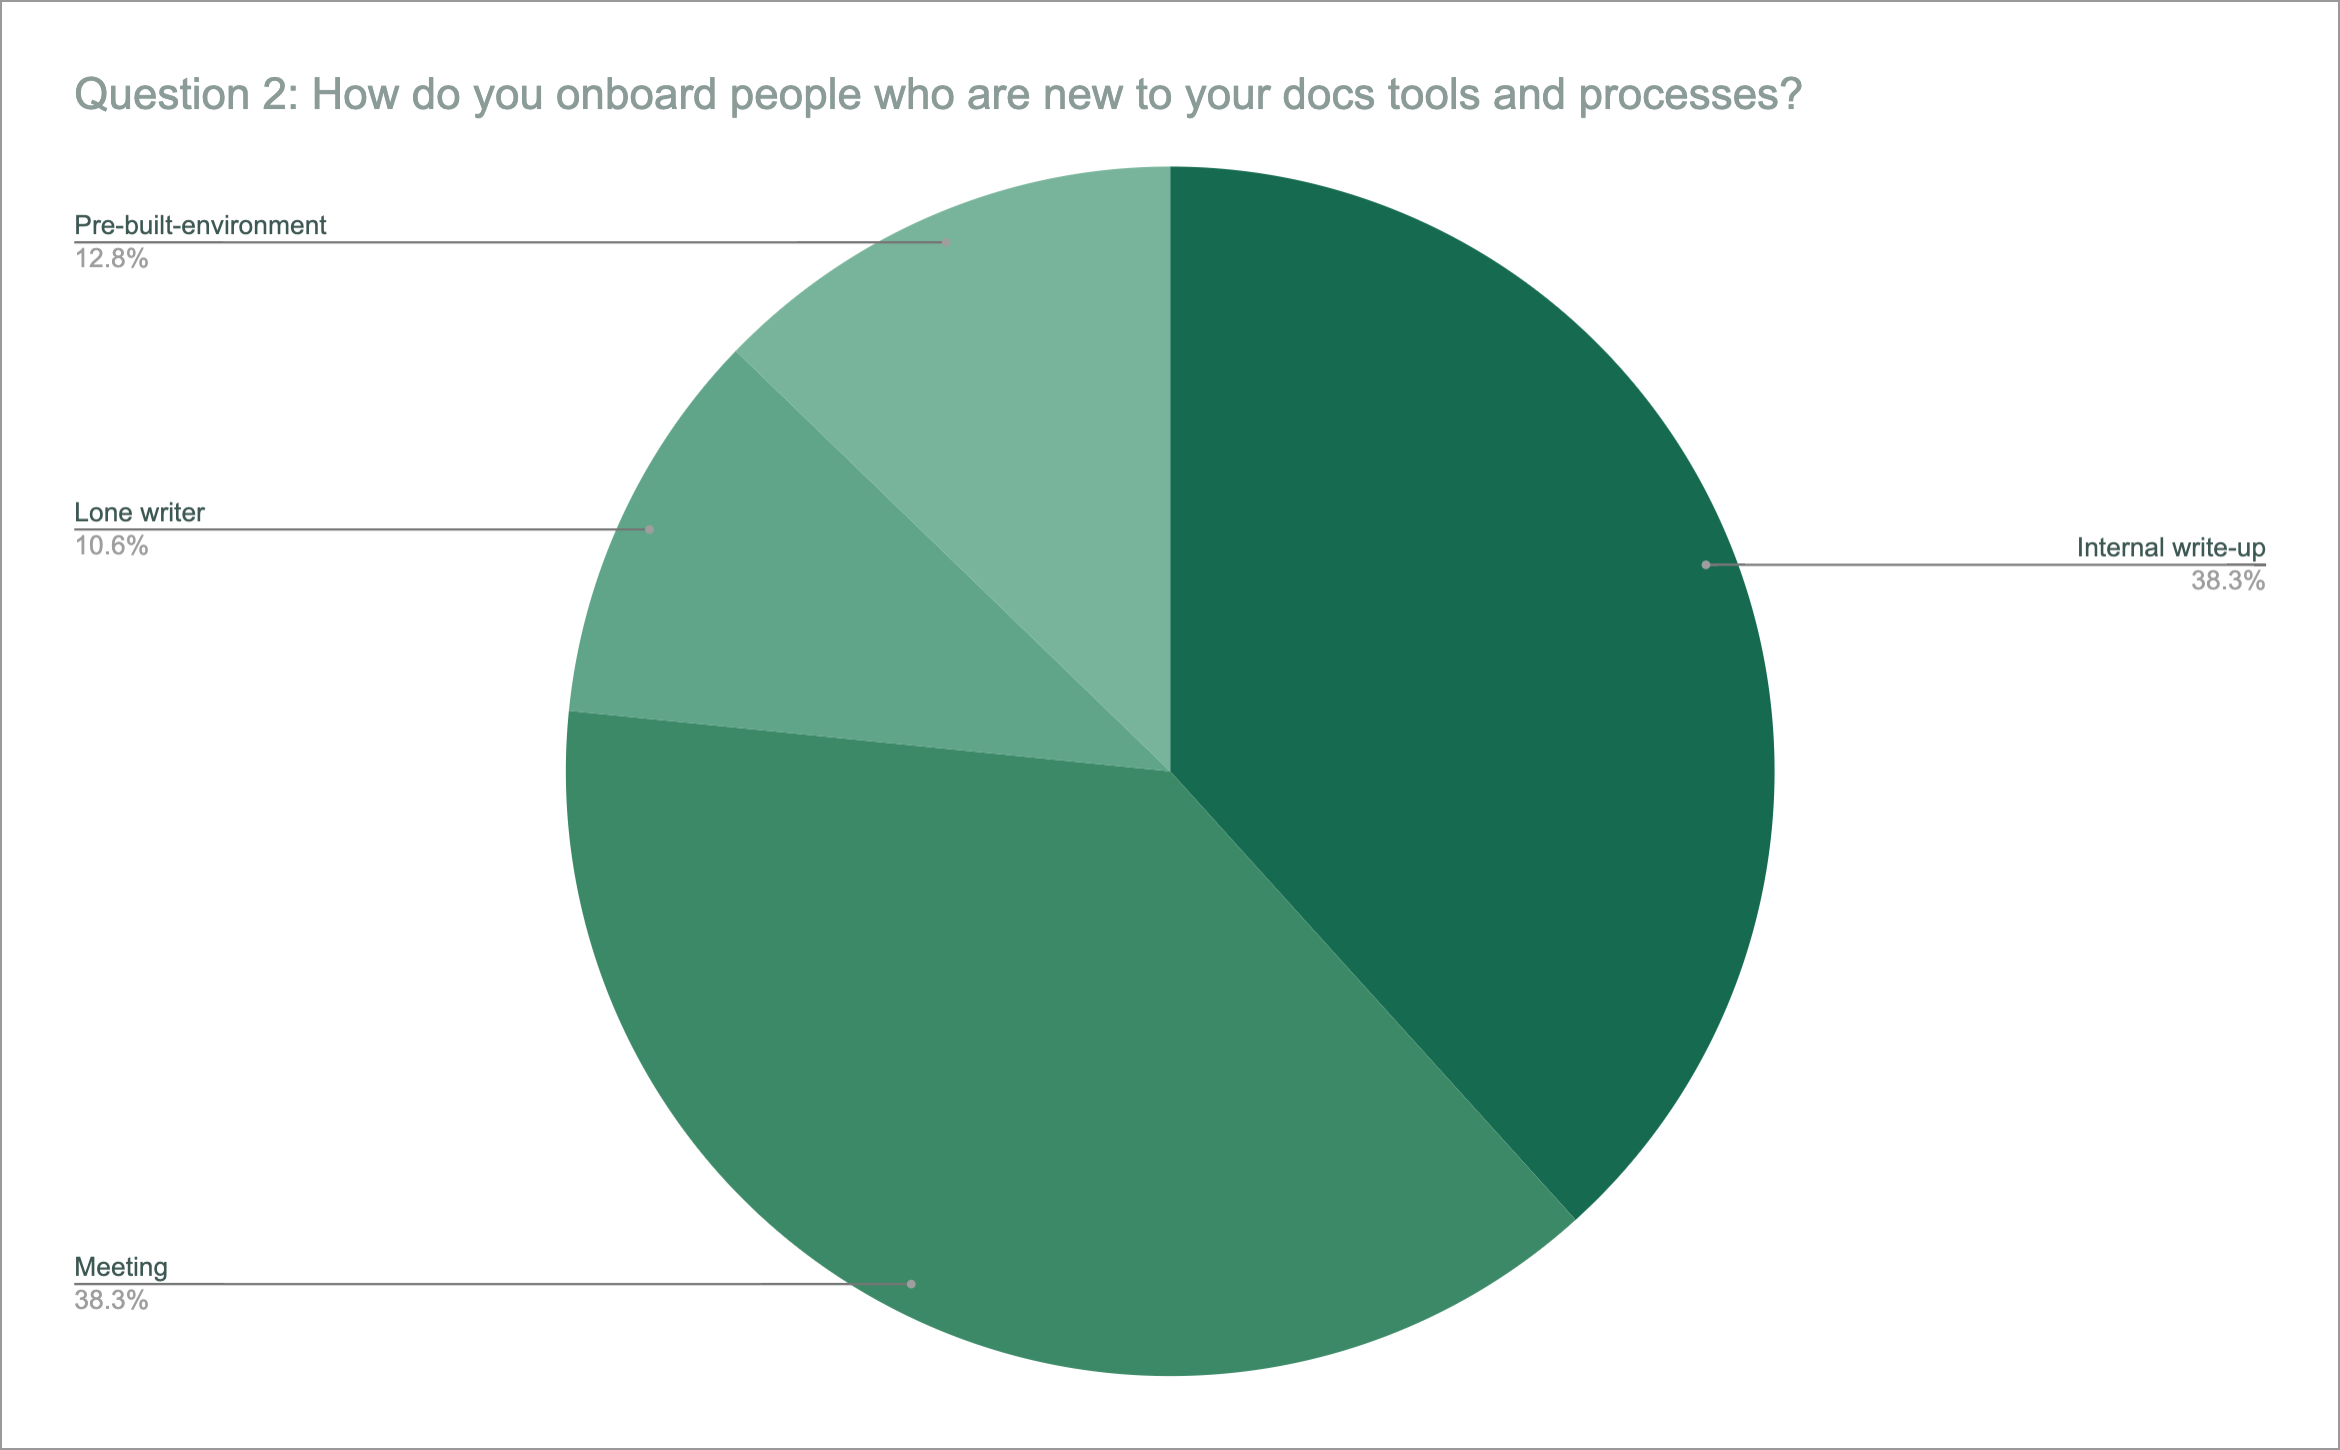 Question 2: How do you onboard people who are new to your docs tools and processes?
Pre-built-environment
12.8%
Lone writer
10.6%
Internal write-up
38.3%
Meeting
38.3%